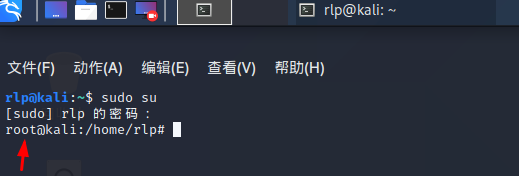 rlp@kali: ~
文件(F) 动作(A) 编辑(E) 查看(V) 帮助(H)
rlp@kali:~$ sudo su
[sudo] rlp 的密码：
root@kali:/home/rlp#